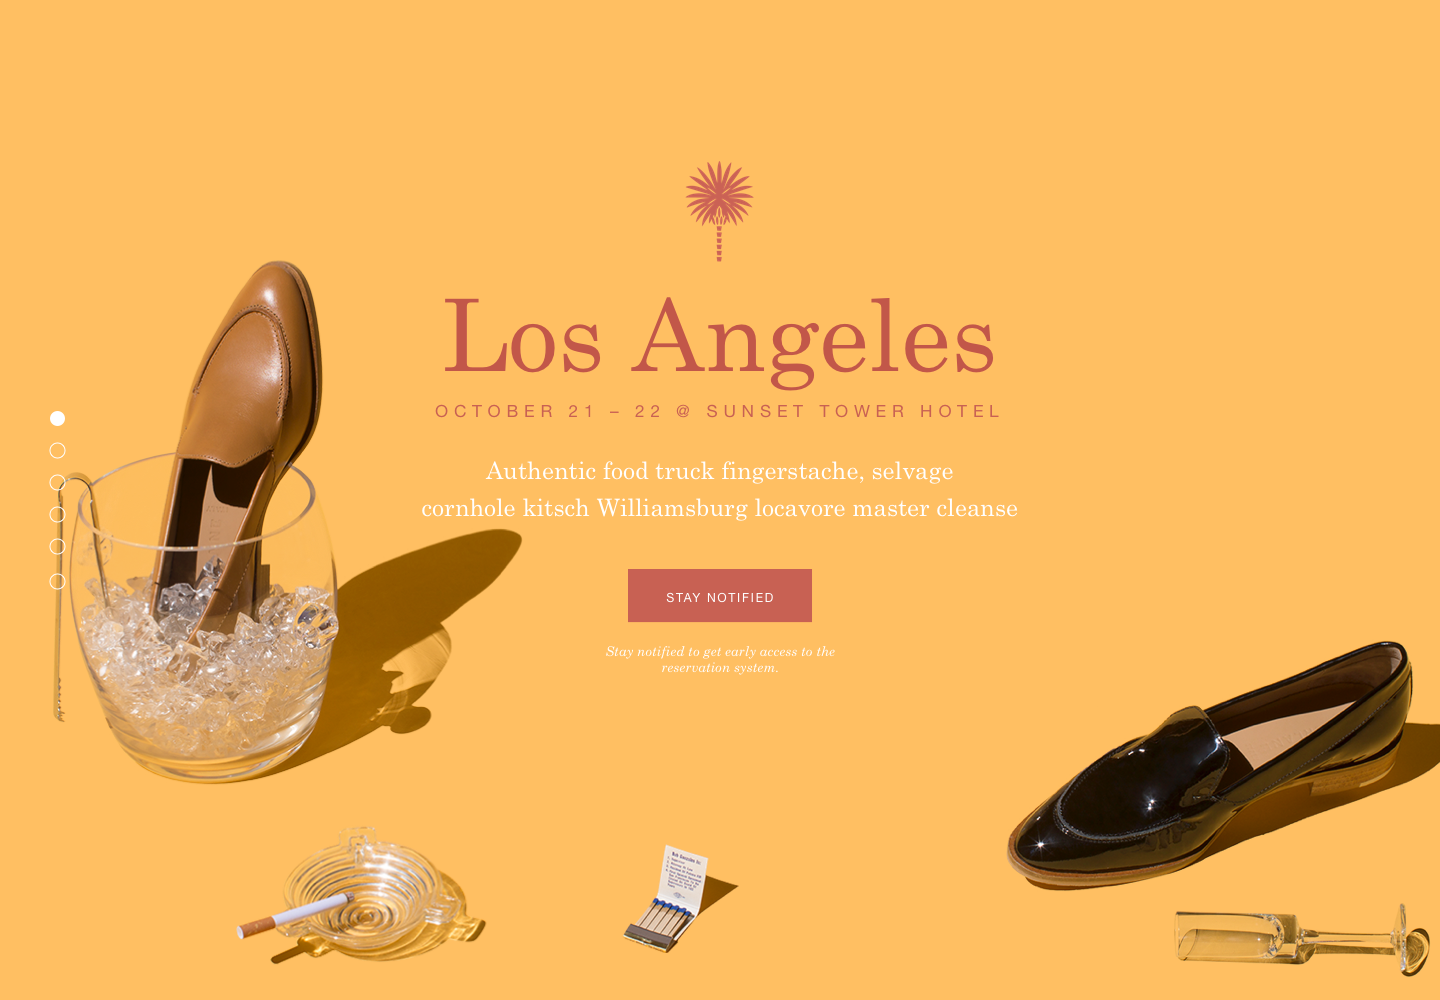 Los Angeles
OCTOBER 21 – 22 @ SUNSET TOWER HOTEL
Authentic food truck fingerstache, selvage
cornhole kitsch Williamsburg locavore master cleanse
STAY NOTIFIED
Stay notified to get early access to the
reservation system.